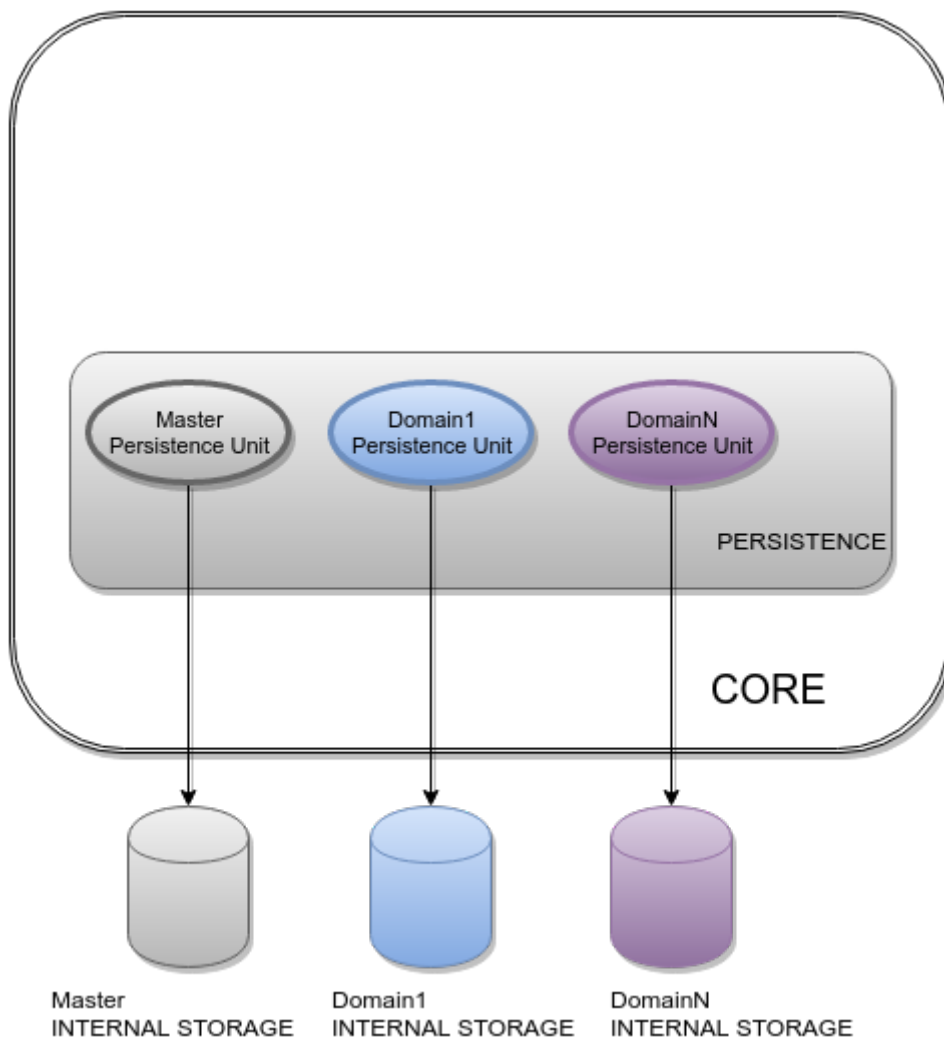 Master
Persistence Unit
Domain1
Persistence Unit
DomainN
Persistence Unit
PERSISTENCE
CORE
Master
INTERNAL STORAGE
Domain1
INTERNAL STORAGE
DomainN
INTERNAL STORAGE